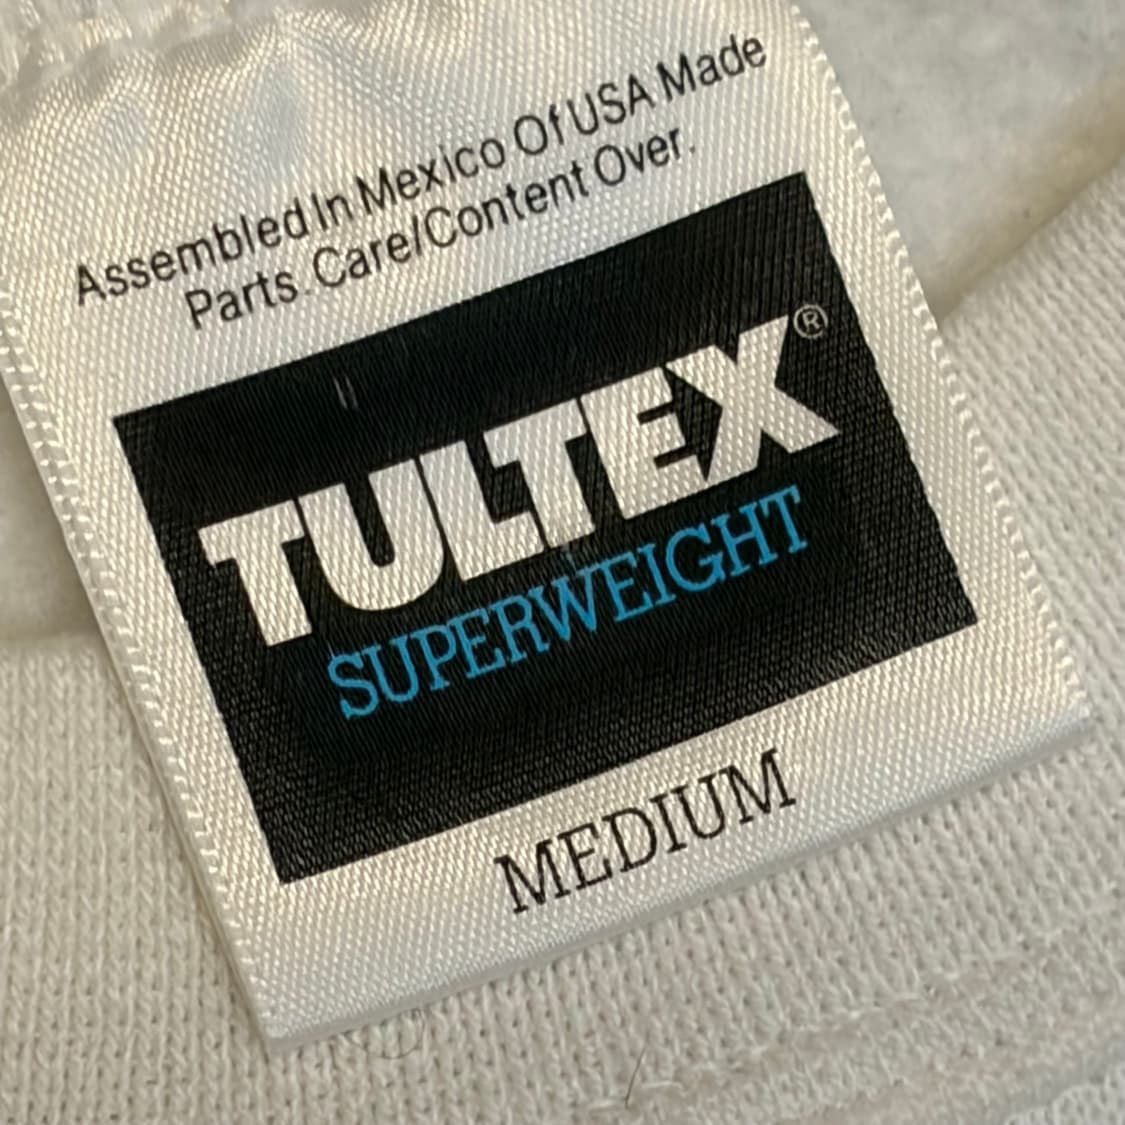 Assembled In Mexico Of USA Made
Parts. Care/Content Over.
TULTEX®
SUPERWEIGHT
MEDIUM